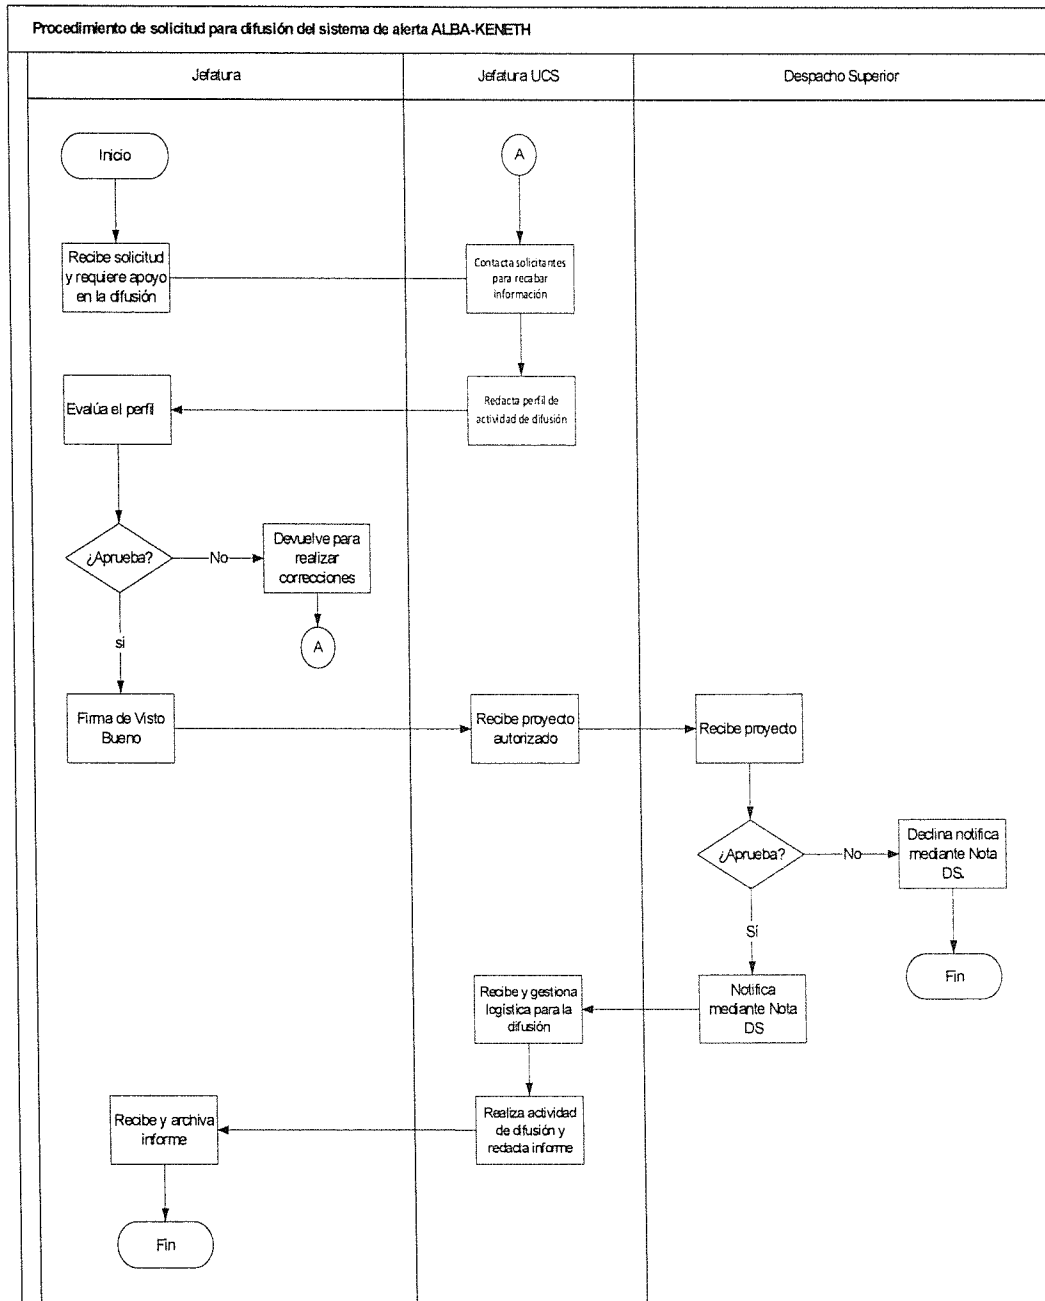 Procedimiento de solicitud para difusión del sistema de alerta ALBA-KENETH
Jefatura
Jefatura UCS
Despacho Superior
Inicio
A
Recibe solicitud
y requiere apoyo
en la difusión
Contacta solicitantes
para recabar
información
Evalúa el perfil
Redacta perfil de
actividad de difusión
¿Aprueba?
No
Devuelve para
realizar
correcciones
A
si
Firma de Visto
Bueno
Recibe proyecto
autorizado
Recibe proyecto
¿Aprueba?
No
Declina notifica
mediante Nota
DS.
Sí
Fin
Notifica
mediante Nota
DS
Recibe y gestiona
logística para la
difusión
Realiza actividad
de difusión y
redacta informe
Recibe y archiva
informe
Fin